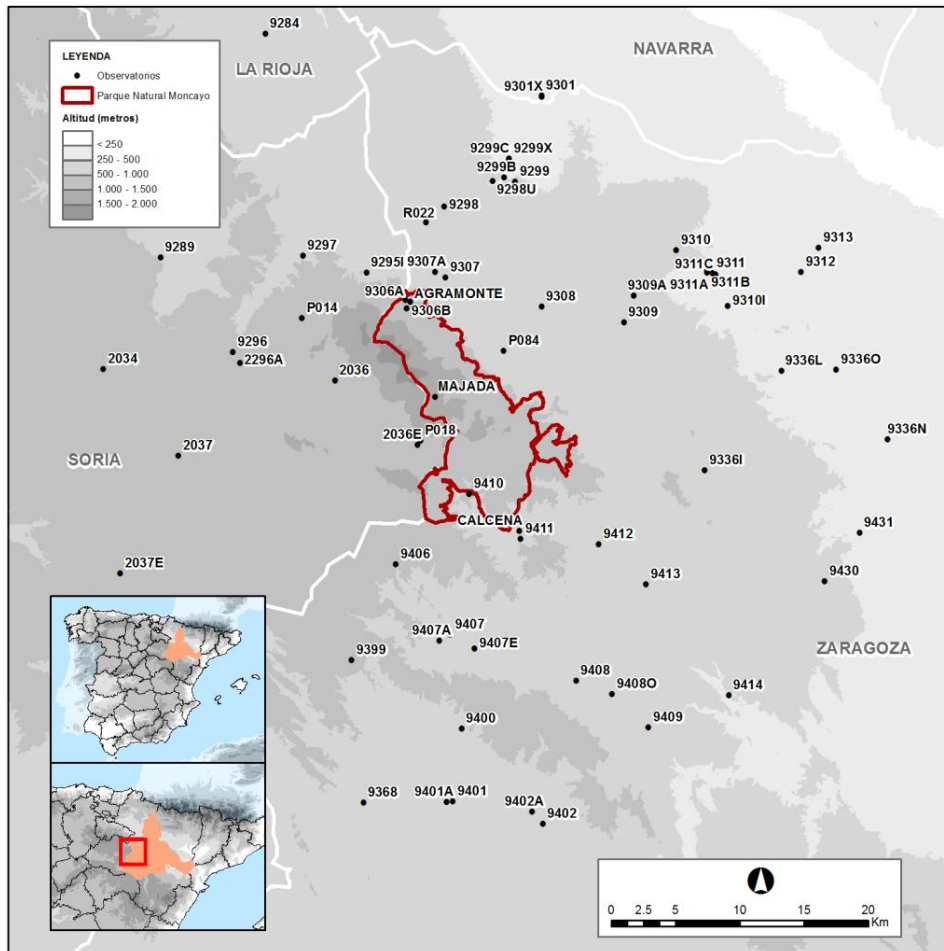 9284
NAVARRA
LEYENDA
Observatorios
Parque Natural Moncayo
Altitud (metros)
< 250
250 - 500
500 - 1.000
1.000 - 1.500
1.500 - 2.000
LA RIOJA
9301X 9301
9299C 9299X
9299B 9299
9298U
9298
R022
9289
9297
9295I 9307A
9307
9310
9313
9311C 9311
9312
9306A AGRAMONTE
9306B
9309A 9311A 9311B
9310I
9308
P014
9309
9296
P084
2296A
2034
2036
9336L 9336O
MAJADA
2036E P018
9336N
2037
SORIA
9336I
9410
CALCENA
9411
9412
9431
9406
2037E
9413
9430
9407A 9407
9407E
ZARAGOZA
9399
9408
9408O
9414
9400
9409
9368
9401A 9401
9402A
9402
0 2.5 5 10 15 20
Km